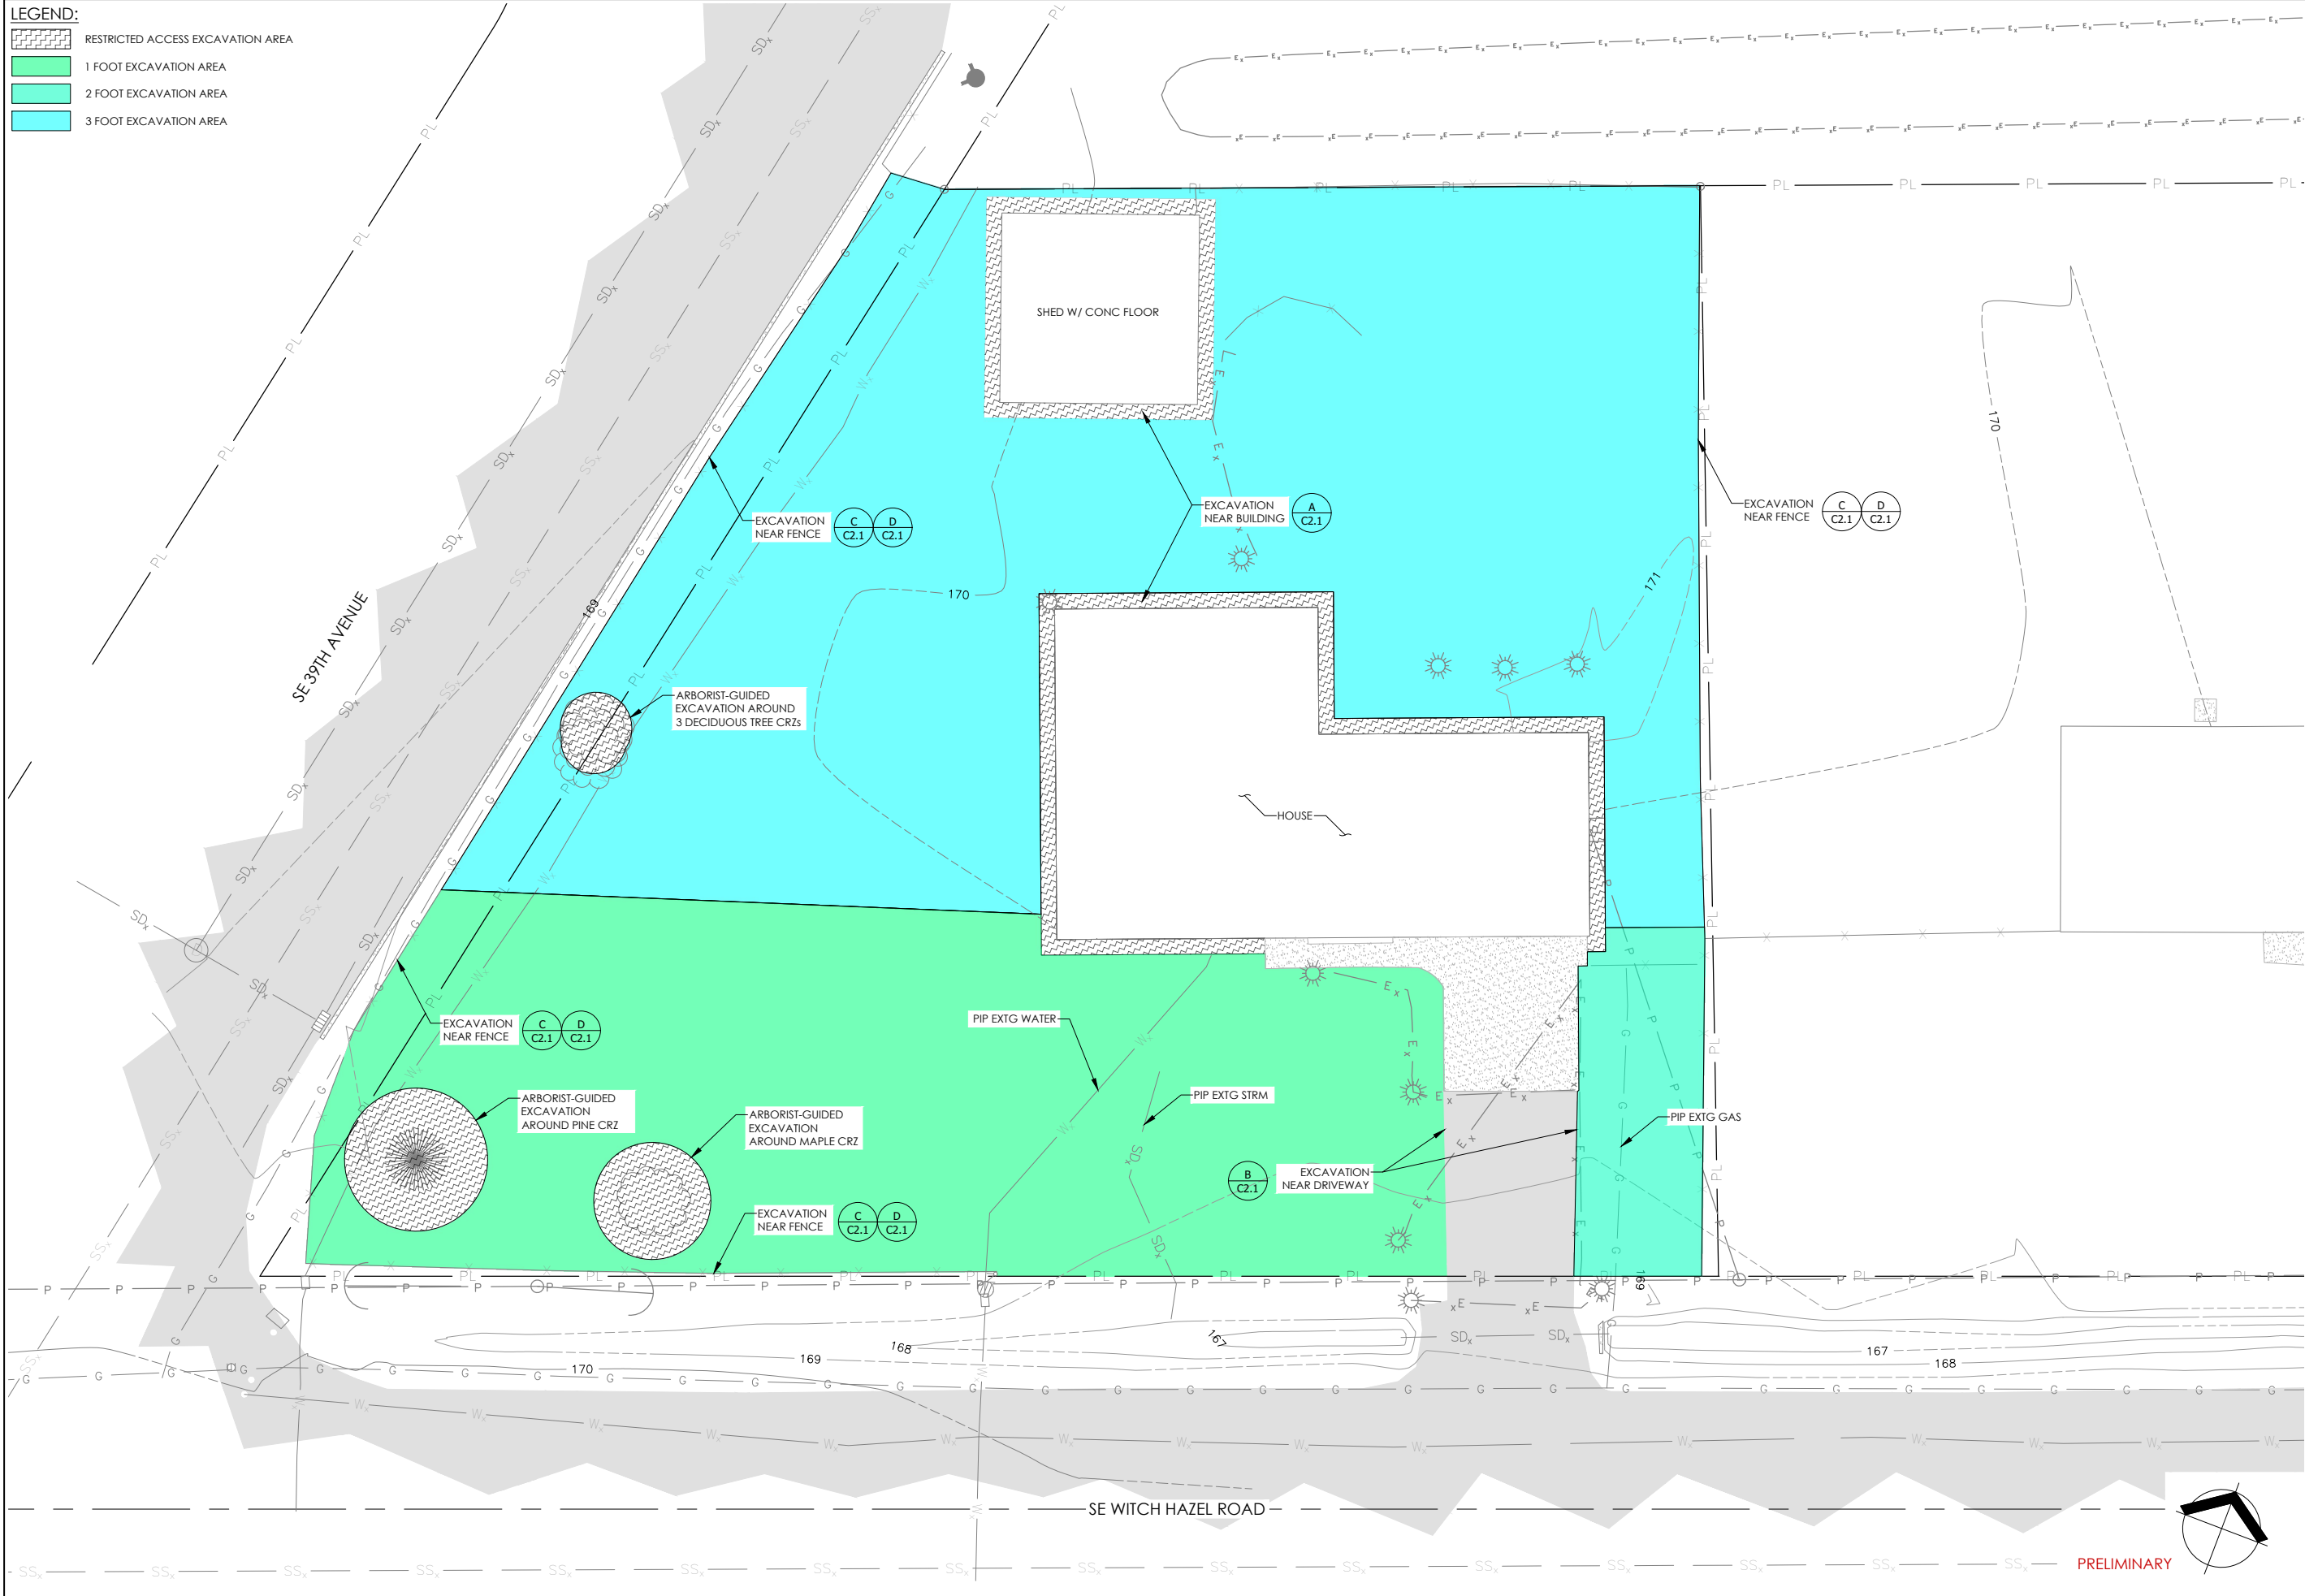 LEGEND:
RESTRICTED ACCESS EXCAVATION AREA
1 FOOT EXCAVATION AREA
2 FOOT EXCAVATION AREA
3 FOOT EXCAVATION AREA
SHED W/ CONC FLOOR
EXCAVATION
NEAR FENCE
C
C2.1
D
C2.1
EXCAVATION
NEAR BUILDING
A
C2.1
EXCAVATION
NEAR FENCE
C
C2.1
D
C2.1
170
171
170
169
SE 39TH AVENUE
ARBORIST-GUIDED
EXCAVATION AROUND
3 DECIDUOUS TREE CRZs
HOUSE
EXCAVATION
NEAR FENCE
C
C2.1
D
C2.1
PIP EXTG WATER
PIP EXTG STRM
PIP EXTG GAS
ARBORIST-GUIDED
EXCAVATION
AROUND PINE CRZ
ARBORIST-GUIDED
EXCAVATION
AROUND MAPLE CRZ
B
C2.1
EXCAVATION
NEAR DRIVEWAY
EXCAVATION
NEAR FENCE
C
C2.1
D
C2.1
169
170
169
168
167
167
168
SE WITCH HAZEL ROAD
PRELIMINARY